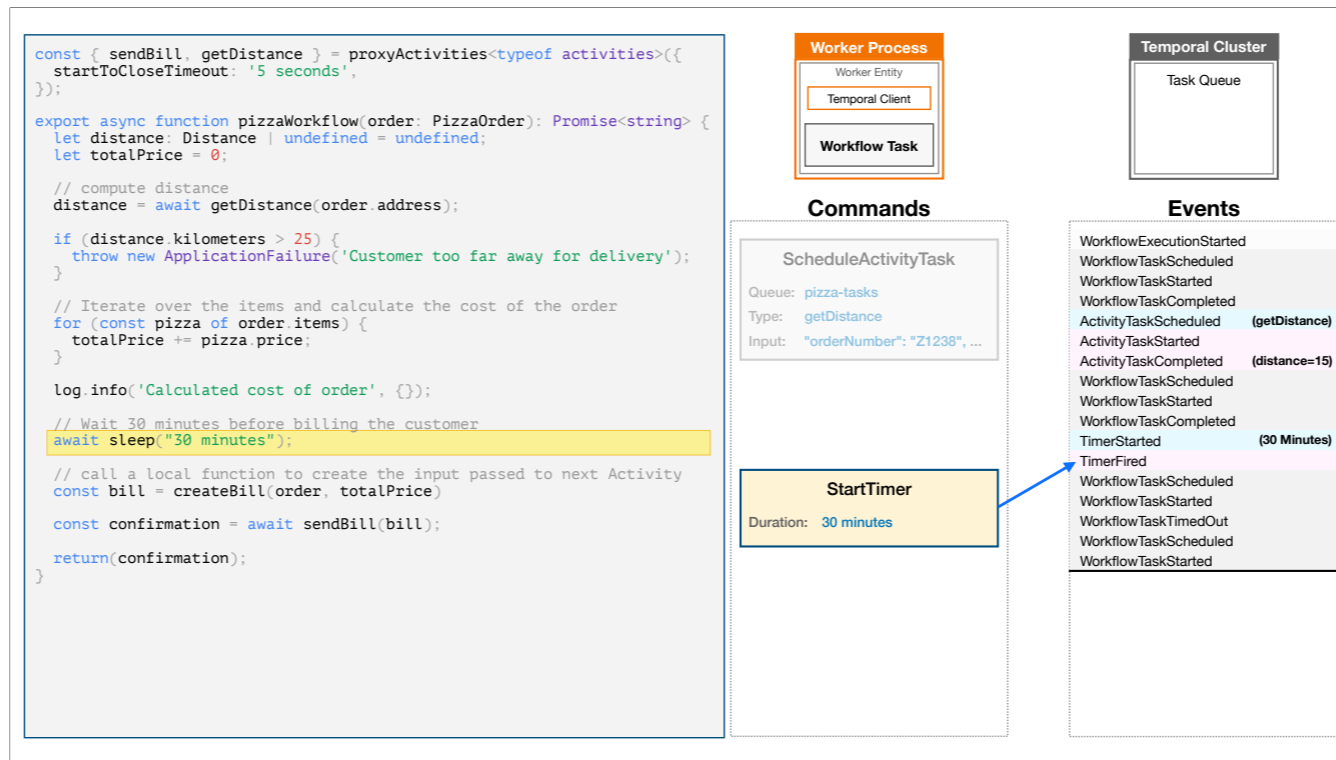 const { sendBill, getDistance } = proxyActivities<typeof activities>({
  startToCloseTimeout: '5 seconds',
});
export async function pizzaWorkflow(order: PizzaOrder): Promise<string> {
  let distance: Distance | undefined = undefined;
  let totalPrice = 0;
  // compute distance
  distance = await getDistance(order.address);
  if (distance.kilometers > 25) {
    throw new ApplicationFailure('Customer too far away for delivery');
  }
  // Iterate over the items and calculate the cost of the order
  for (const pizza of order.items) {
    totalPrice += pizza.price;
  }
  log.info('Calculated cost of order', {});
  // Wait 30 minutes before billing the customer
  await sleep("30 minutes");
  // call a local function to create the input passed to next Activity
  const bill = createBill(order, totalPrice)
  const confirmation = await sendBill(bill);
  return(confirmation);
}
Worker Process
Worker Entity
Temporal Client
Workflow Task
Commands
ScheduleActivityTask
Queue: pizza-tasks
Type: getDistance
Input: "orderNumber": "Z1238", ...
StartTimer
Duration: 30 minutes
Temporal Cluster
Task Queue
Events
WorkflowExecutionStarted
WorkflowTaskScheduled
WorkflowTaskStarted
WorkflowTaskCompleted
ActivityTaskScheduled (getDistance)
ActivityTaskStarted
ActivityTaskCompleted (distance=15)
WorkflowTaskScheduled
WorkflowTaskStarted
WorkflowTaskCompleted
TimerStarted (30 Minutes)
TimerFired
WorkflowTaskScheduled
WorkflowTaskStarted
WorkflowTaskTimedOut
WorkflowTaskScheduled
WorkflowTaskStarted